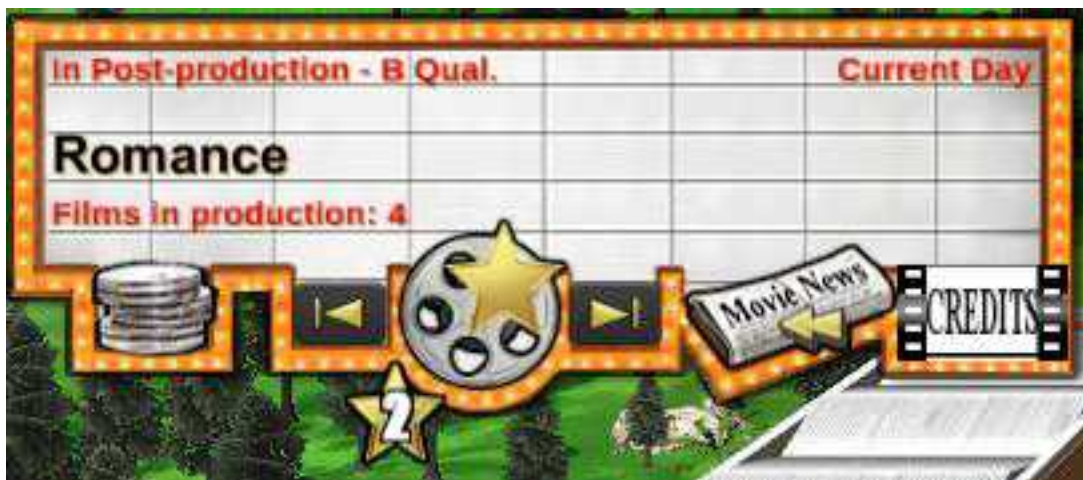 In Post-production - B Qual.
Current Day
Romance
Films in production: 4
Movie News
CREDITS
2